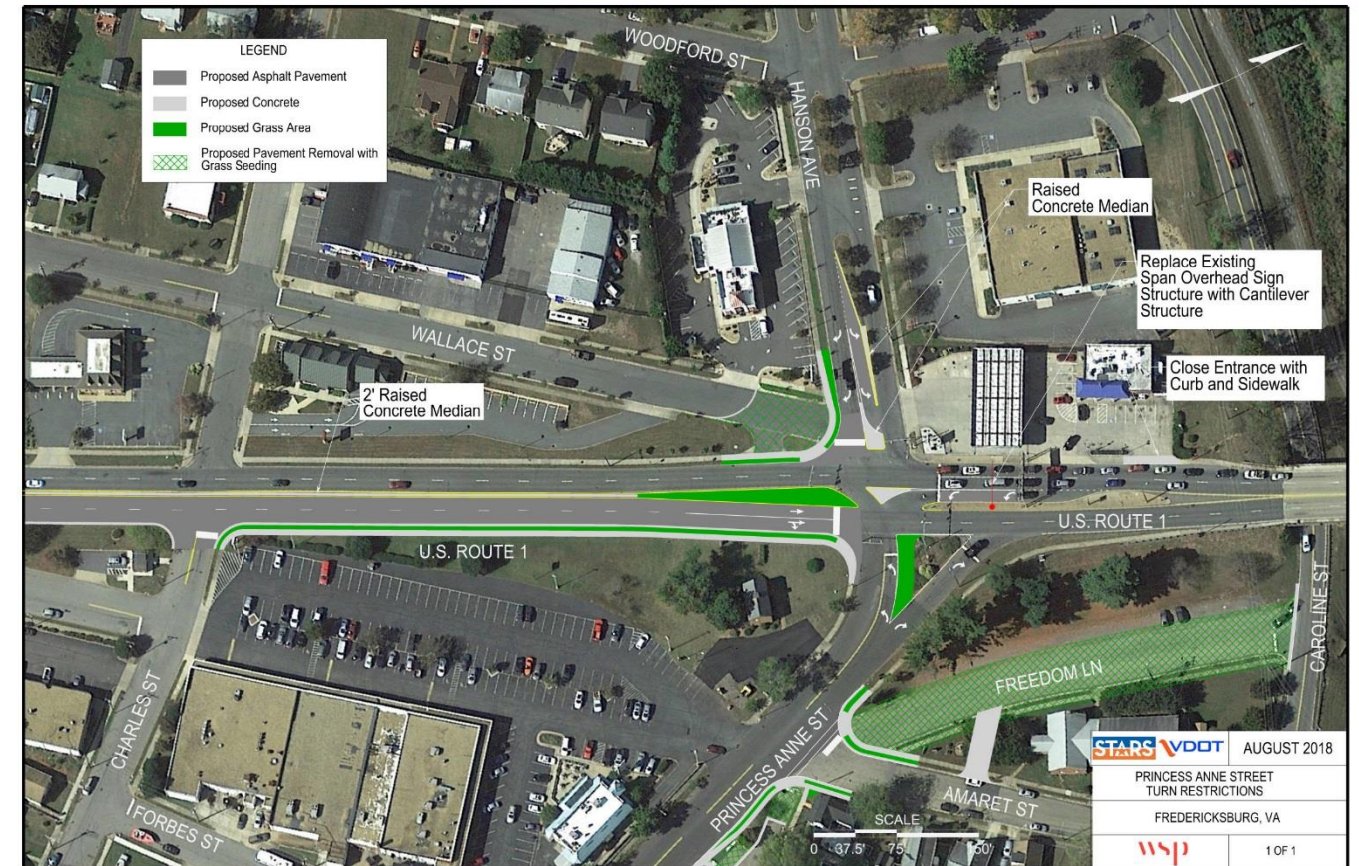 LEGEND
Proposed Asphalt Pavement
Proposed Concrete
Proposed Grass Area
Proposed Pavement Removal with
Grass Seeding
WOODFORD ST
HANSON AVE
Raised
Concrete Median
Replace Existing
Span Overhead Sign
Structure with Cantilever
Structure
Close Entrance with
Curb and Sidewalk
WALLACE ST
2' Raised
Concrete Median
U.S. ROUTE 1
U.S. ROUTE 1
CHARLES ST
FORBES ST
PRINCESS ANNE ST
FREEDOM LN
CAROLINE ST
AMARET ST
SCALE
0 37.5' 75' 150'
STARS VDOT
AUGUST 2018
PRINCESS ANNE STREET
TURN RESTRICTIONS
FREDERICKSBURG, VA
wsp
1 OF 1